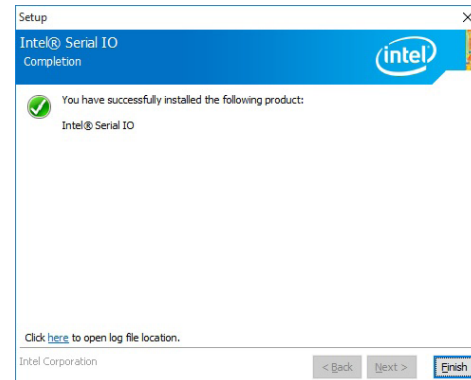 Setup
Intel® Serial IO
Completion
intel
You have successfully installed the following product:
Intel® Serial IO
Click here to open log file location.
Intel Corporation
< Back Next > Finish